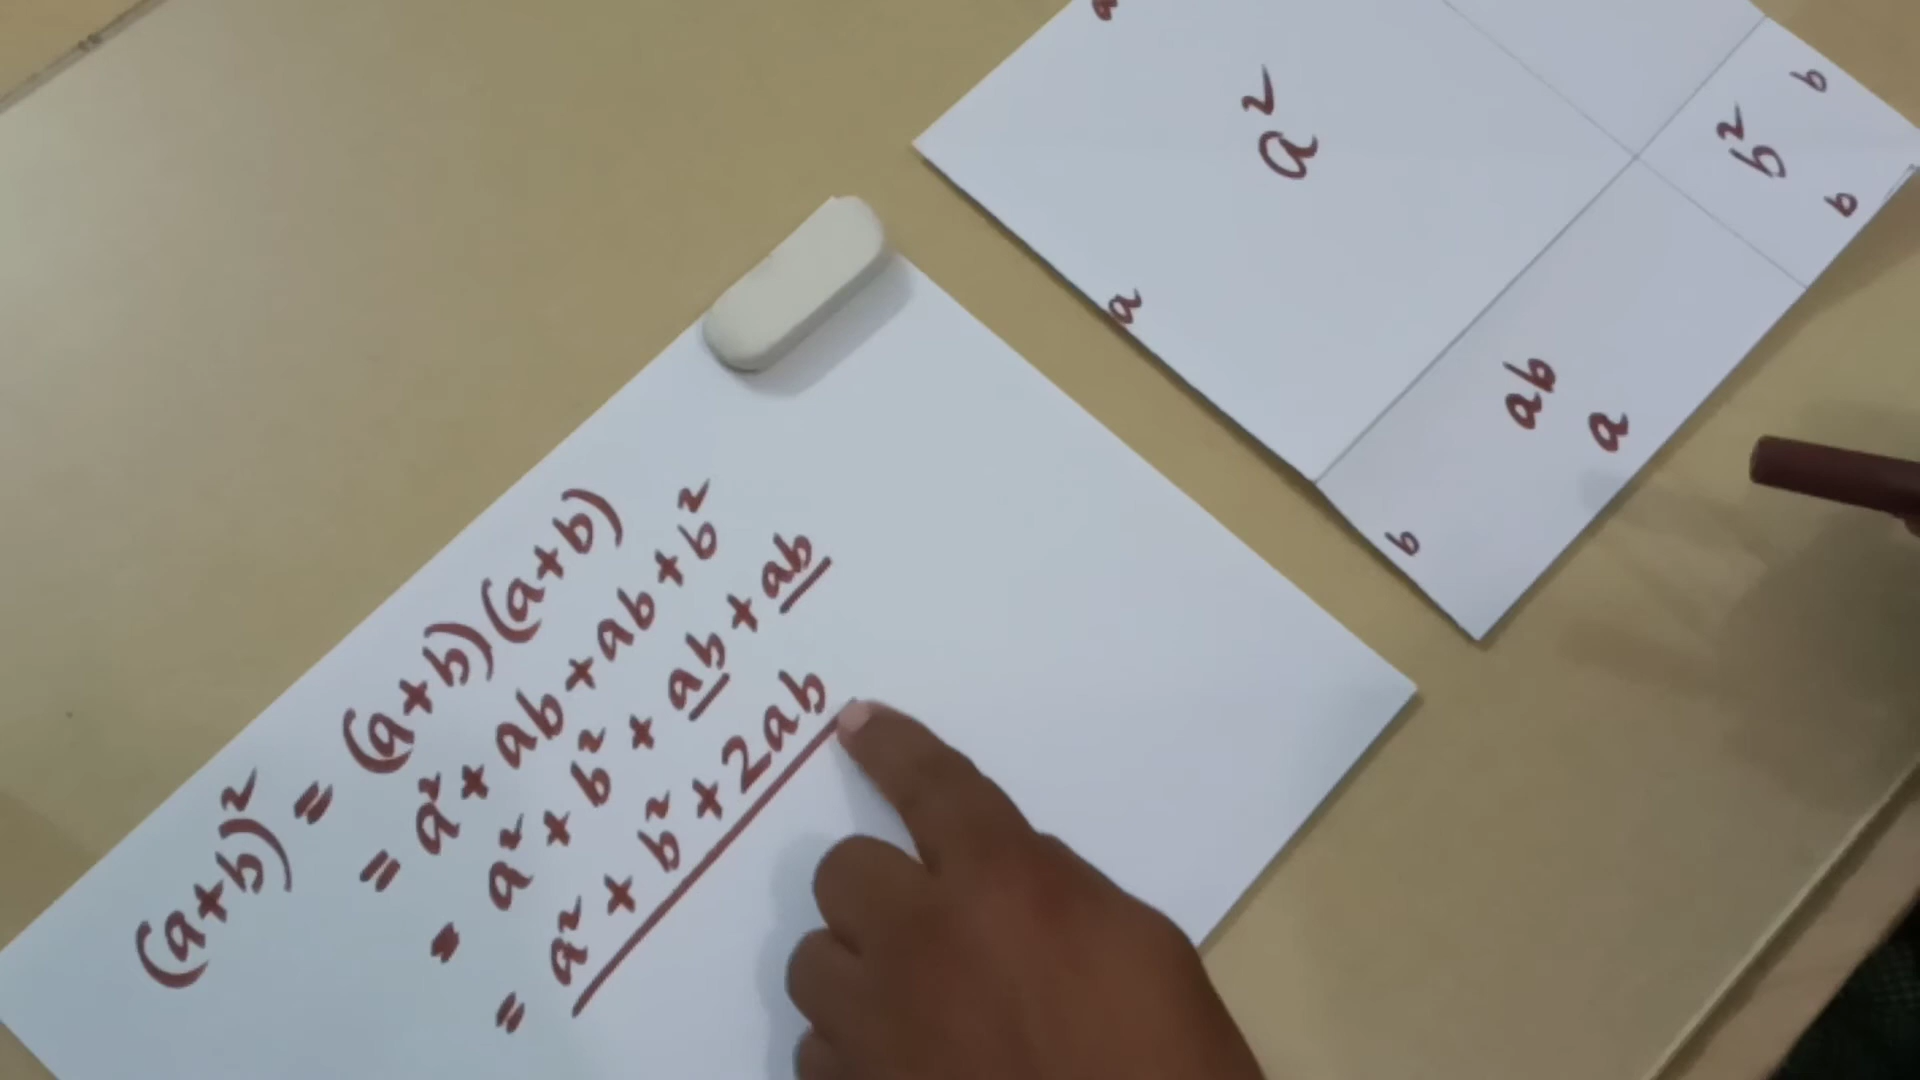 (a+b)² = (a+b)(a+b)
= a² + ab + ab + b²
= a² + b² + ab + ab
= a² + b² + 2ab
a
a²
a
b
b²
b
ab
a
b